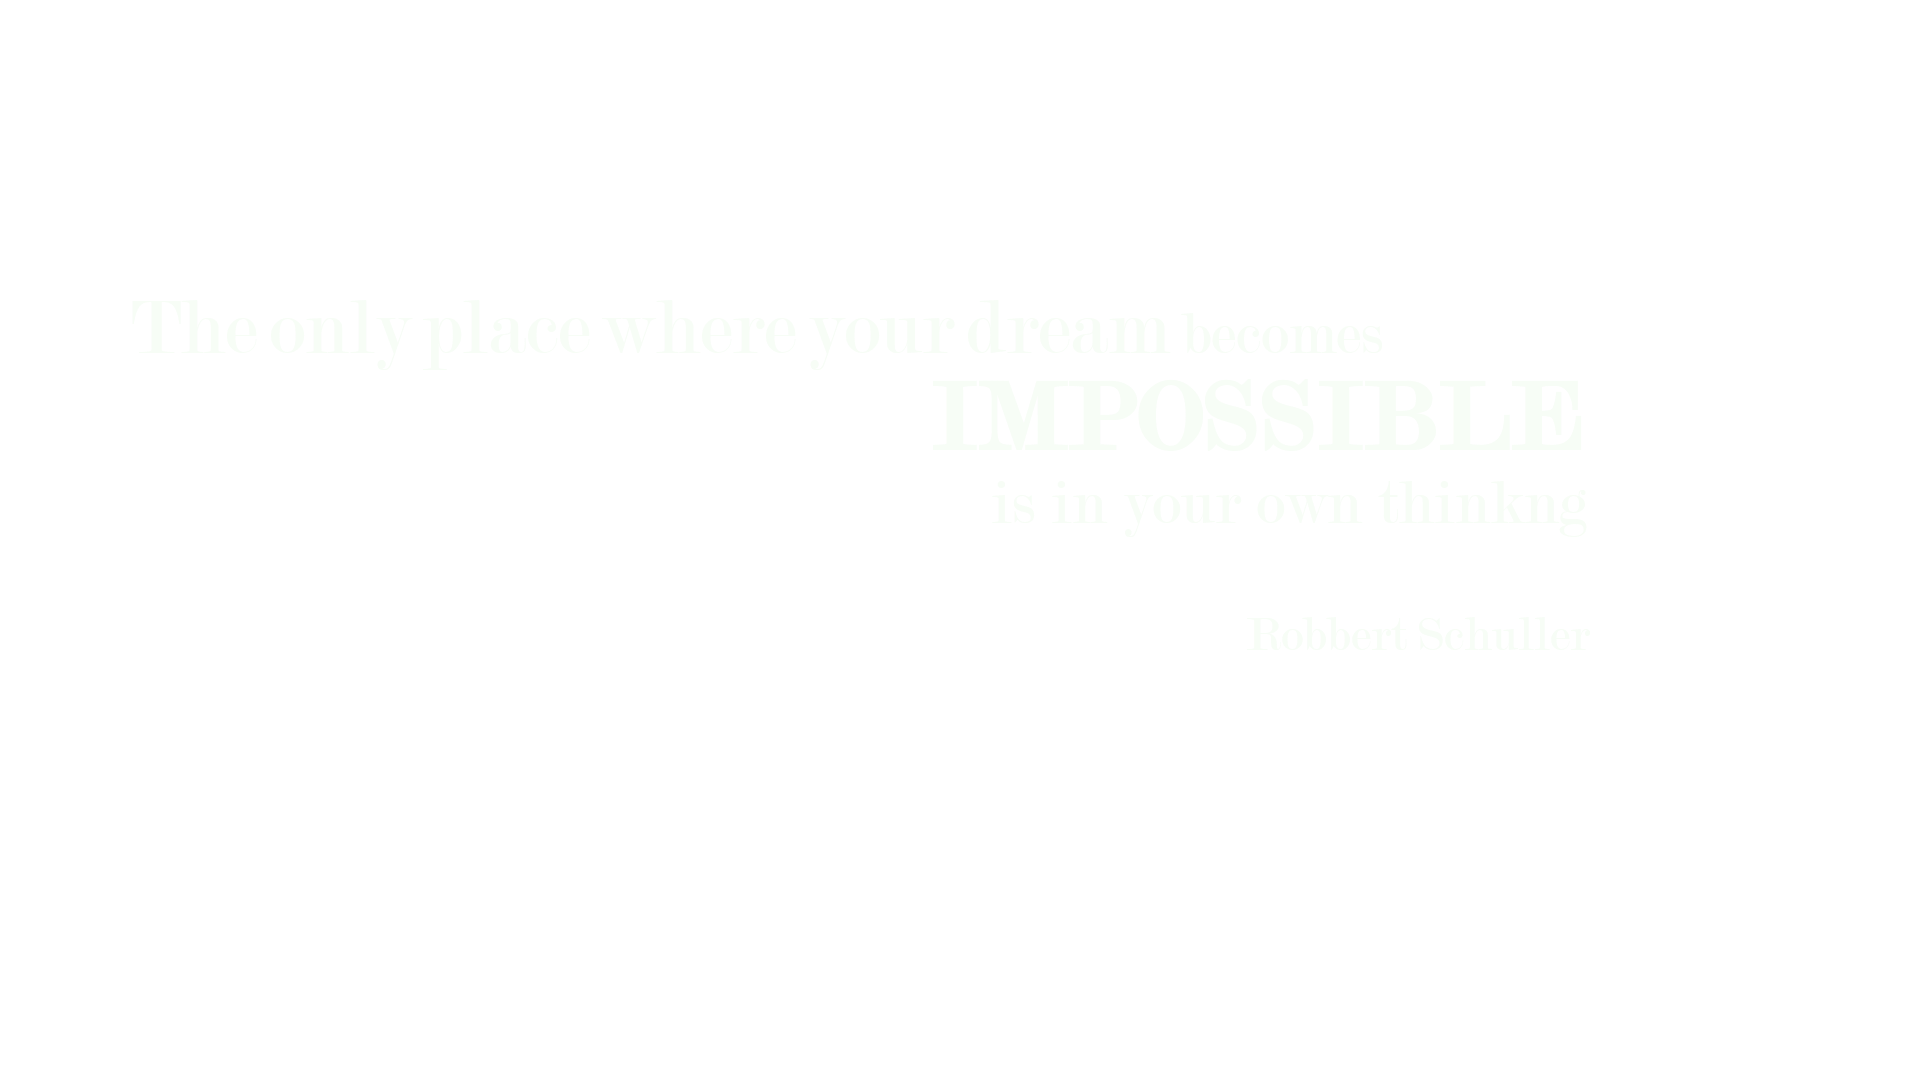 The only place where your dream becomes
IMPOSSIBLE
is in your own thinkng
Robbert Schuller